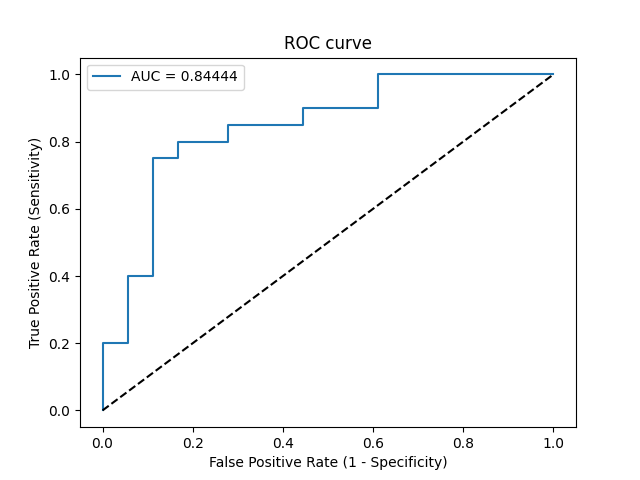 ROC curve
AUC = 0.84444
True Positive Rate (Sensitivity)
1.0
0.8
0.6
0.4
0.2
0.0
0.0 0.2 0.4 0.6 0.8 1.0
False Positive Rate (1 - Specificity)